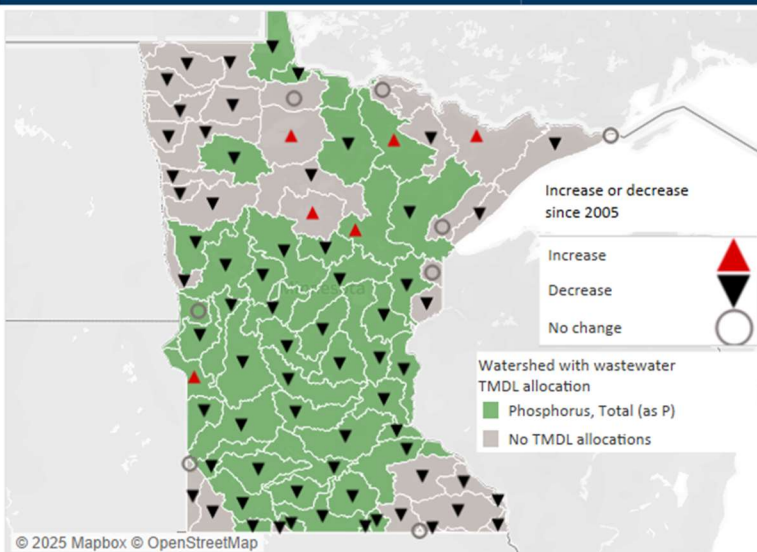 Increase or decrease
since 2005
Increase
Decrease
No change
Watershed with wastewater
TMDL allocation
Phosphorus, Total (as P)
No TMDL allocations
© 2025 Mapbox © OpenStreetMap